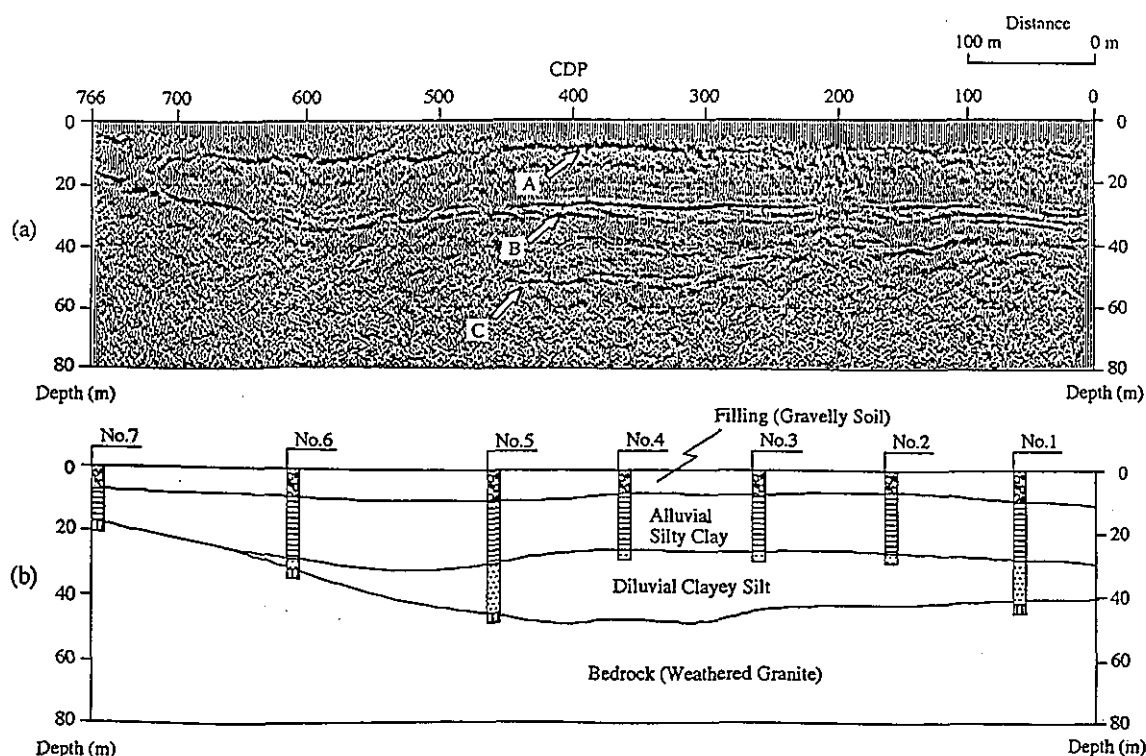 Distance
100 m 0 m
CDP
766 700 600 500 400 300 200 100 0
0 0
20 20
40 40
60 60
80 80
A
B
C
(a)
Depth (m) Depth (m)
Filling (Gravelly Soil)
No.7 No.6 No.5 No.4 No.3 No.2 No.1
0 0
20 20
40 40
60 60
80 80
Alluvial
Silty Clay
(b)
Diluvial Clayey Silt
Bedrock (Weathered Granite)
Depth (m) Depth (m)